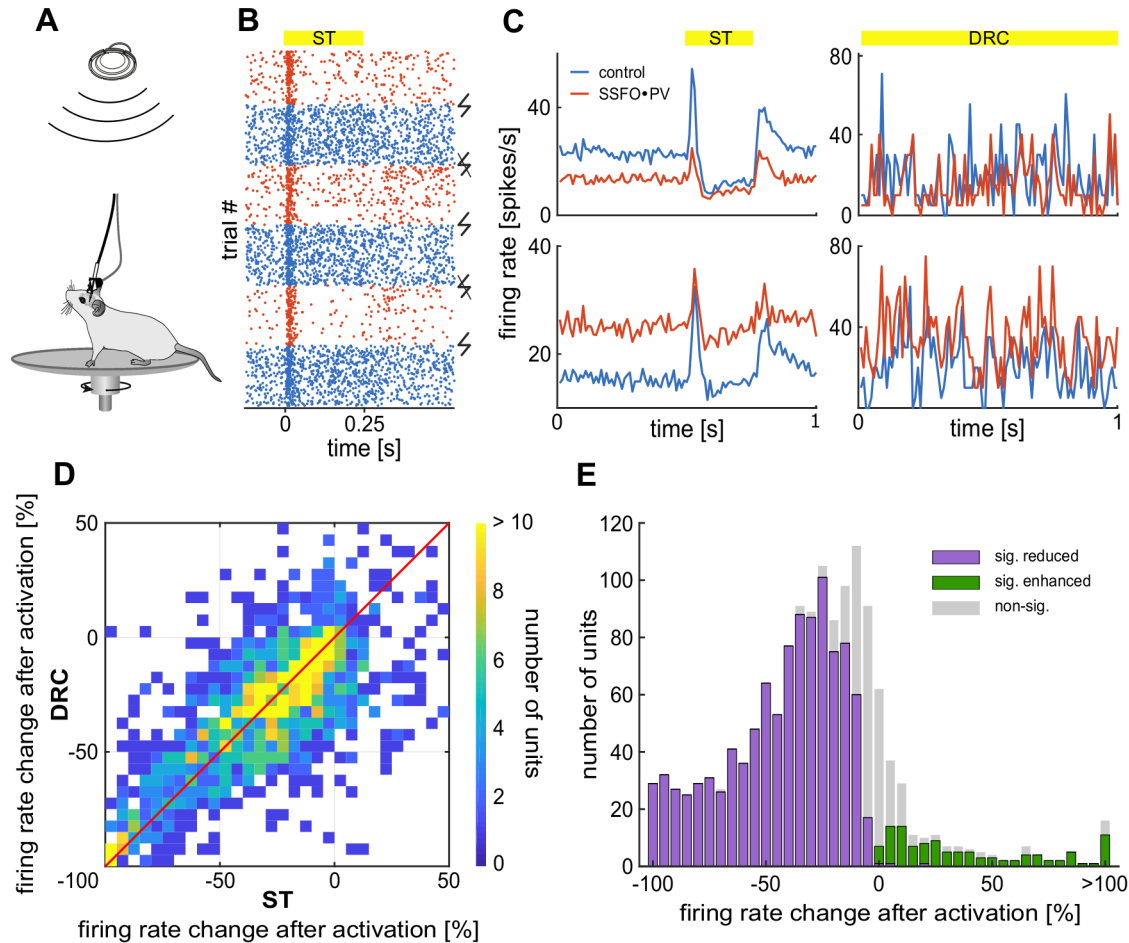 A
B
ST
trial #
0
0.25
time [s]
C
ST
DRC
control
SSFO•PV
firing rate [spikes/s]
40
0
80
40
0
40
20
80
40
0
1
time [s]
0
1
time [s]
D
firing rate change after activation [%]
DRC
50
0
-50
-100
-50
0
50
ST
firing rate change after activation [%]
> 10
8
6
4
2
0
number of units
E
number of units
120
100
80
60
40
20
0
sig. reduced
sig. enhanced
non-sig.
-100
-50
0
50
>100
firing rate change after activation [%]